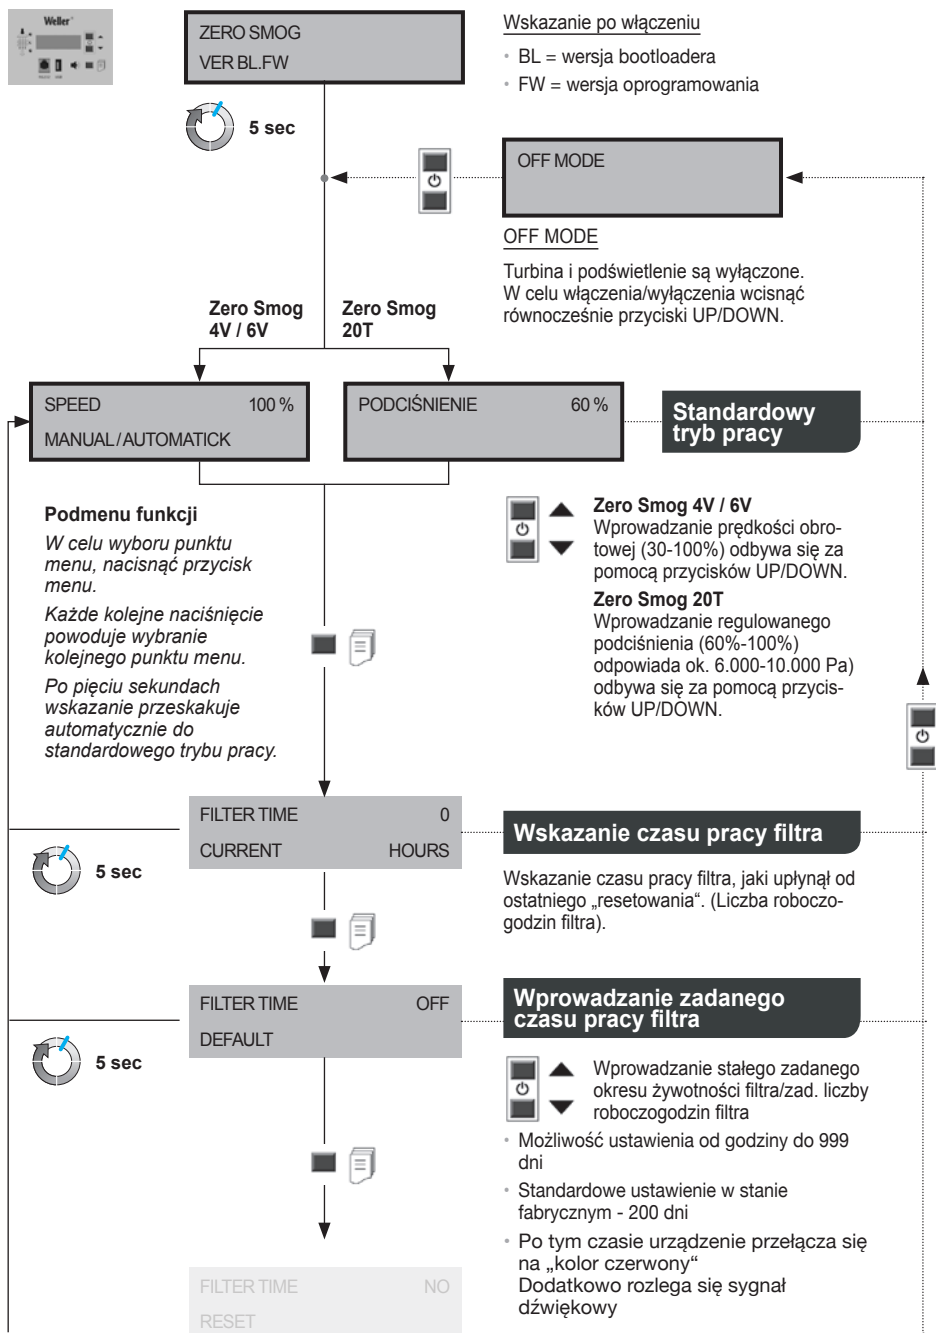 Weller
ZERO SMOG
VER BL.FW
Wskazanie po włączeniu
• BL = wersja bootloadera
• FW = wersja oprogramowania
5 sec
OFF MODE
OFF MODE
Turbina i podświetlenie są wyłączone.
W celu włączenia/wyłączenia wcisnąć
równocześnie przyciski UP/DOWN.
Zero Smog
4V / 6V
Zero Smog
20T
SPEED 100 %
MANUAL / AUTOMATICK
PODCIŚNIENIE 60 %
Standardowy
tryb pracy
Podmenu funkcji
W celu wyboru punktu
menu, nacisnąć przycisk
menu.
Każde kolejne naciśnięcie
powoduje wybranie
kolejnego punktu menu.
Po pięciu sekundach
wskazanie przeskakuje
automatycznie do
standardowego trybu pracy.
Zero Smog 4V / 6V
Wprowadzanie prędkości obro-
towej (30-100%) odbywa się za
pomocą przycisków UP/DOWN.
Zero Smog 20T
Wprowadzanie regulowanego
podciśnienia (60%-100%)
odpowiada ok. 6.000-10.000 Pa)
odbywa się za pomocą przycis-
ków UP/DOWN.
FILTER TIME 0
CURRENT HOURS
5 sec
Wskazanie czasu pracy filtra
Wskazanie czasu pracy filtra, jaki upłynął od
ostatniego „resetowania“. (Liczba roboczo-
godzin filtra).
FILTER TIME OFF
DEFAULT
5 sec
Wprowadzanie zadanego
czasu pracy filtra
Wprowadzanie stałego zadanego
okresu żywotności filtra/zad. liczby
roboczogodzin filtra
• Możliwość ustawienia od godziny do 999
dni
• Standardowe ustawienie w stanie
fabrycznym - 200 dni
• Po tym czasie urządzenie przełącza się
na „kolor czerwony“
Dodatkowo rozlega się sygnał
dźwiękowy
FILTER TIME NO
RESET